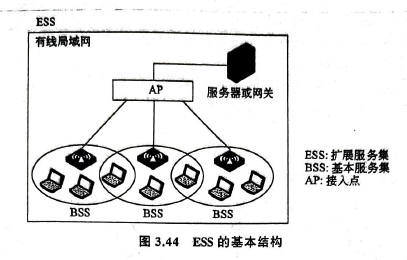 ESS
有线局域网
AP
服务器或网关
ESS: 扩展服务集
BSS: 基本服务集
AP: 接入点
BSS BSS BSS
图 3.44 ESS 的基本结构